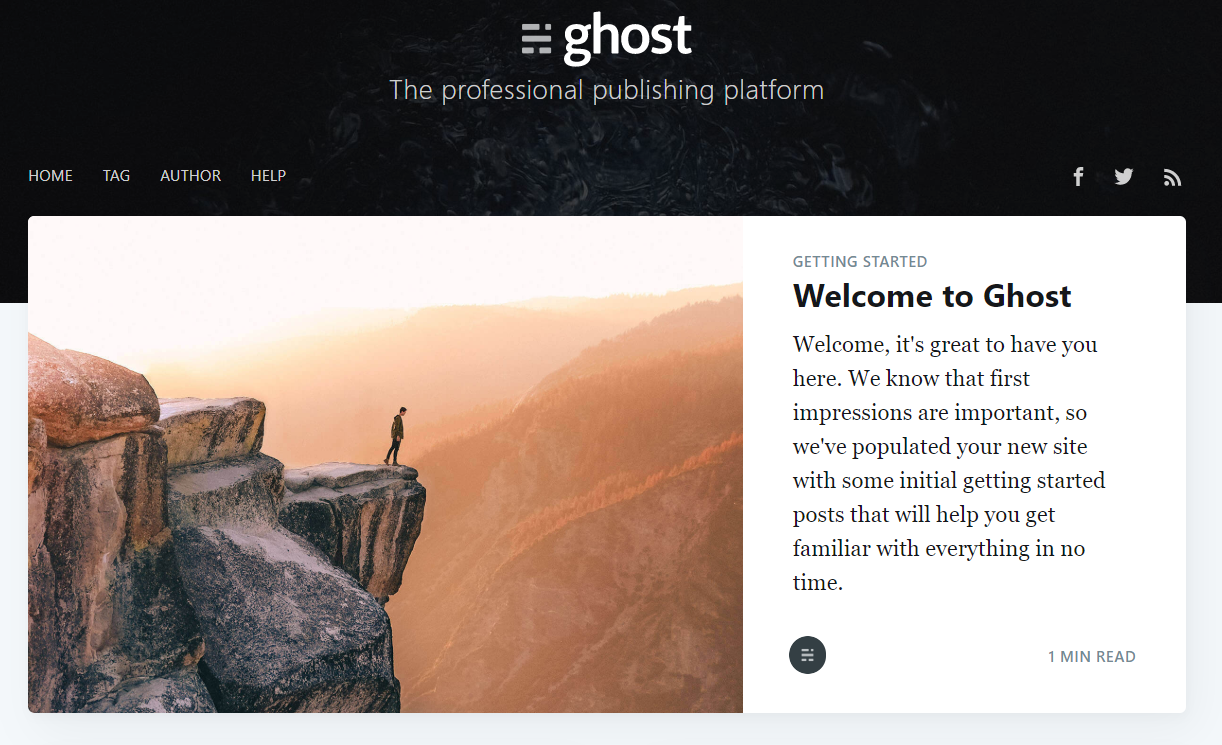 ghost
The professional publishing platform
HOME TAG AUTHOR HELP
GETTING STARTED
Welcome to Ghost
Welcome, it's great to have you
here. We know that first
impressions are important, so
we've populated your new site
with some initial getting started
posts that will help you get
familiar with everything in no
time.
1 MIN READ